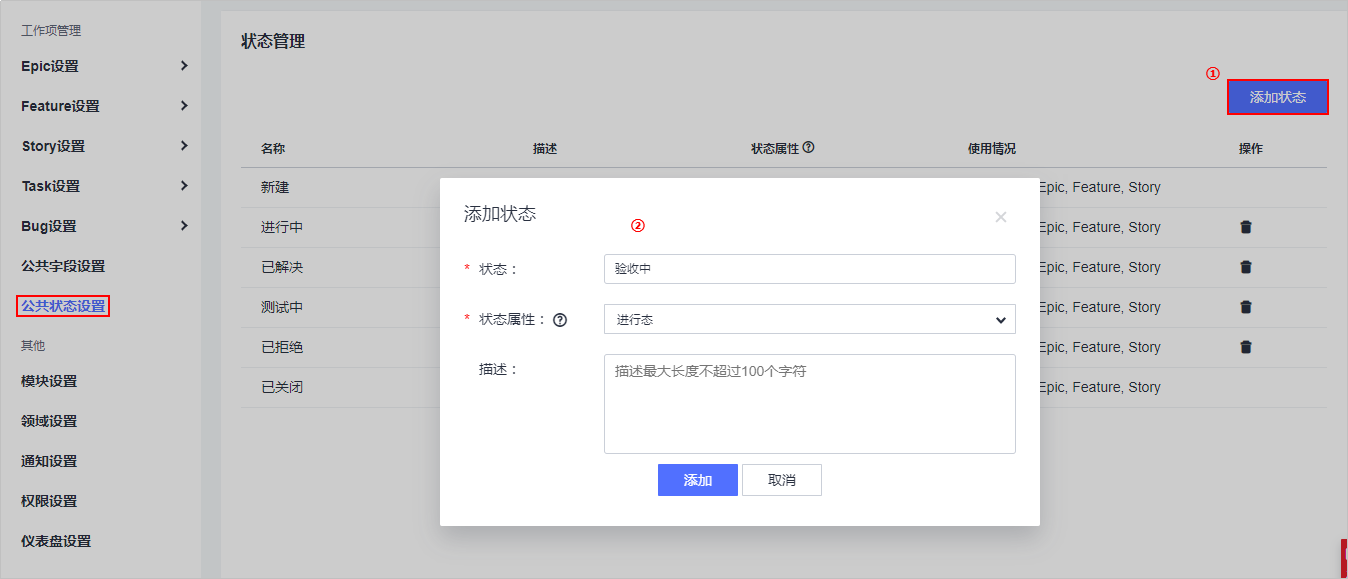 工作项管理
Epic设置
Feature设置
Story设置
Task设置
Bug设置
公共字段设置
公共状态设置
其他
模块设置
领域设置
通知设置
权限设置
仪表盘设置
状态管理
①
添加状态
名称 描述 状态属性 使用情况 操作
新建 Epic, Feature, Story
进行中 Epic, Feature, Story
已解决 Epic, Feature, Story
测试中 Epic, Feature, Story
已拒绝 Epic, Feature, Story
已关闭 Epic, Feature, Story
添加状态
②
* 状态： 验收中
* 状态属性： 进行态
描述： 描述最大长度不超过100个字符
添加 取消